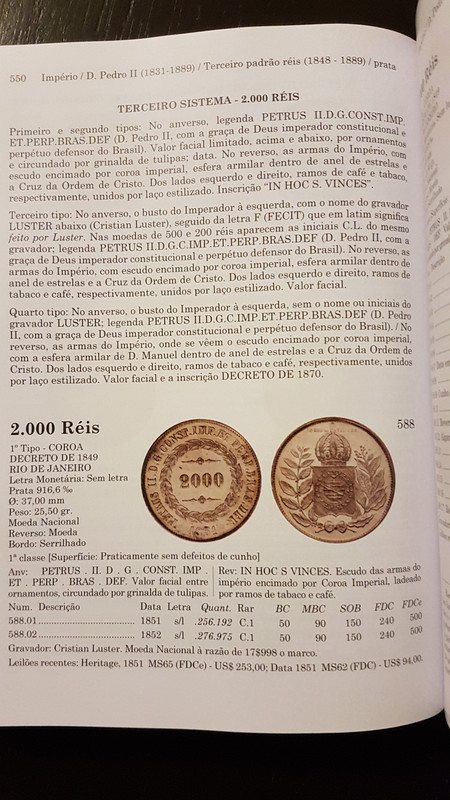 550 Império / D. Pedro II (1831-1889) / Terceiro padrão réis (1848 - 1889) / prata
TERCEIRO SISTEMA - 2.000 RÉIS
Primeiro e segundo tipos: No anverso, legenda PETRUS II.D.G.CONST.IMP.
ET.PERP.BRAS.DEF (D. Pedro II, com a graça de Deus imperador constitucional e
perpétuo defensor do Brasil). Valor facial limitado, acima e abaixo, por ornamentos
e circundado por grinalda de tulipas; data. No reverso, as armas do Império, com
escudo encimado por coroa imperial, esfera armilar dentro de anel de estrelas e
a Cruz da Ordem de Cristo. Dos lados esquerdo e direito, ramos de café e tabaco,
respectivamente, unidos por laço estilizado. Inscrição "IN HOC S. VINCES".
Terceiro tipo: No anverso, o busto do Imperador à esquerda, com o nome do gravador
LUSTER abaixo (Cristian Luster), seguido da letra F (FECIT) que em latim significa
feito por Luster. Nas moedas de 500 e 200 réis aparecem as iniciais C.L. do mesmo
gravador; legenda PETRUS II.D.G.C.IMP.ET.PERP.BRAS.DEF (D. Pedro II, com a
graça de Deus imperador constitucional e perpétuo defensor do Brasil). No reverso, as
armas do Império, com escudo encimado por coroa imperial, esfera armilar dentro de
anel de estrelas e a Cruz da Ordem de Cristo. Dos lados esquerdo e direito, ramos de
tabaco e café, respectivamente, unidos por laço estilizado. Valor facial.
Quarto tipo: No anverso, o busto do Imperador à esquerda, sem o nome ou iniciais do
gravador LUSTER; legenda PETRUS II.D.G.C.IMP.ET.PERP.BRAS.DEF (D. Pedro
II, com a graça de Deus imperador constitucional e perpétuo defensor do Brasil). / No
reverso, as armas do Império, onde se vêem o escudo encimado por coroa imperial,
com a esfera armilar de D. Manuel dentro de anel de estrelas e a Cruz da Ordem de
Cristo. Dos lados esquerdo e direito, ramos de tabaco e café, respectivamente, unidos
por laço estilizado. Valor facial e a inscrição DECRETO DE 1870.
2.000 Réis
588
1º Tipo - COROA
DECRETO DE 1849
RIO DE JANEIRO
Letra Monetária: Sem letra
Prata 916,6 ‰
Ø: 37,00 mm
Peso: 25,50 gr.
Moeda Nacional
Reverso: Moeda
Bordo: Serrilhado
PETRUS II.D.G.CONST.IMP.ET PERP.BRAS.DEF.
2000
1ª classe [Superfície: Praticamente sem defeitos de cunho]
Anv: PETRUS . II. D . G . CONST. IMP .
ET . PERP . BRAS . DEF. Valor facial entre
ornamentos, circundado por grinalda de tulipas.
Rev: IN HOC S VINCES. Escudo das armas do
império encimado por Coroa Imperial, ladeado
por ramos de tabaco e café.
Num. Descrição Data Letra Quant. Rar BC MBC SOB FDC FDCe
588.01 1851 s/l .256.192 C.1 50 90 150 240 500
588.02 1852 s/l .276.975 C.1 50 90 150 240 500
Gravador: Cristian Luster. Moeda Nacional à razão de 17$998 o marco.
Leilões recentes: Heritage, 1851 MS65 (FDCe) - US$ 253,00; Data 1851 MS62 (FDC) - US$ 94,00.
Réis